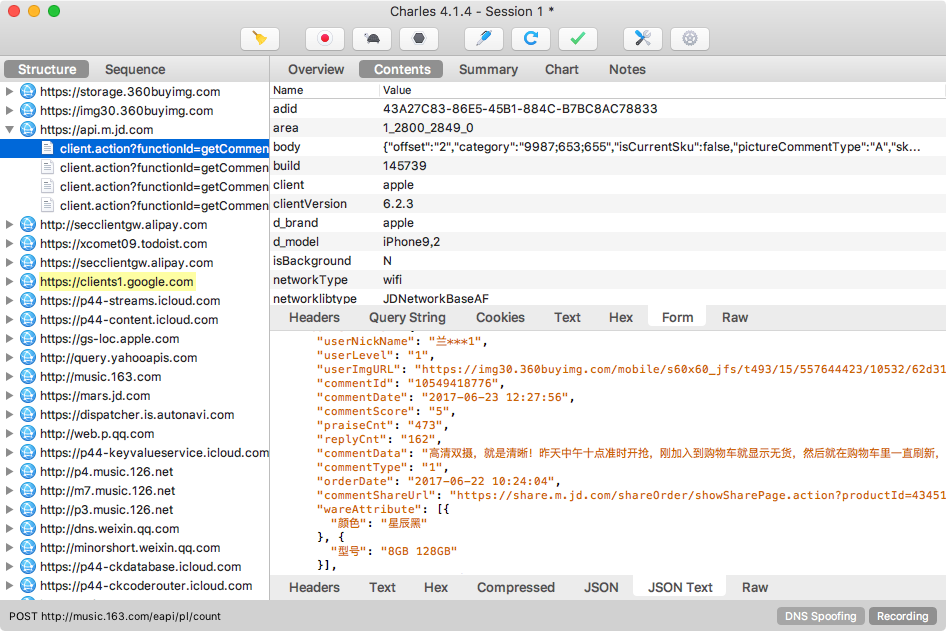 Charles 4.1.4 - Session 1 *
Structure Sequence
https://storage.360buyimg.com
https://img30.360buyimg.com
https://api.m.jd.com
client.action?functionId=getCommen
client.action?functionId=getCommen
client.action?functionId=getCommen
client.action?functionId=getCommen
http://secclientgw.alipay.com
https://xcomet09.todoist.com
https://secclientgw.alipay.com
https://clients1.google.com
https://p44-streams.icloud.com
https://p44-content.icloud.com
https://gs-loc.apple.com
http://query.yahooapis.com
http://music.163.com
https://mars.jd.com
https://dispatcher.is.autonavi.com
http://web.p.qq.com
https://p44-keyvalueservice.icloud.com
http://p4.music.126.net
http://m7.music.126.net
http://p3.music.126.net
http://dns.weixin.qq.com
http://minorshort.weixin.qq.com
https://p44-ckdatabase.icloud.com
https://p44-ckcoderouter.icloud.com
Overview Contents Summary Chart Notes
Name Value
adid 43A27C83-86E5-45B1-884C-B7BC8AC78833
area 1_2800_2849_0
body {"offset":"2","category":"9987;653;655","isCurrentSku":false,"pictureCommentType":"A","sk...
build 145739
client apple
clientVersion 6.2.3
d_brand apple
d_model iPhone9,2
isBackground N
networkType wifi
networklibtype JDNetworkBaseAF
Headers Query String Cookies Text Hex Form Raw
"userNickName": "兰***1",
"userLevel": "1",
"userImgURL": "https://img30.360buyimg.com/mobile/s60x60_jfs/t493/15/557644423/10532/62d31
"commentId": "10549418776",
"commentDate": "2017-06-23 12:27:56",
"commentScore": "5",
"praiseCnt": "473",
"replyCnt": "162",
"commentData": "高清双摄，就是清晰！昨天中午十点准时开抢，刚加入到购物车就显示无货，然后就在购物车里一直刷新，
"commentType": "1",
"orderDate": "2017-06-22 10:24:04",
"commentShareUrl": "https://share.m.jd.com/shareOrder/showSharePage.action?productId=43451
"wareAttribute": [{
"颜色": "星辰黑"
}, {
"型号": "8GB 128GB"
}],
Headers Text Hex Compressed JSON JSON Text Raw
POST http://music.163.com/eapi/pl/count
DNS Spoofing Recording